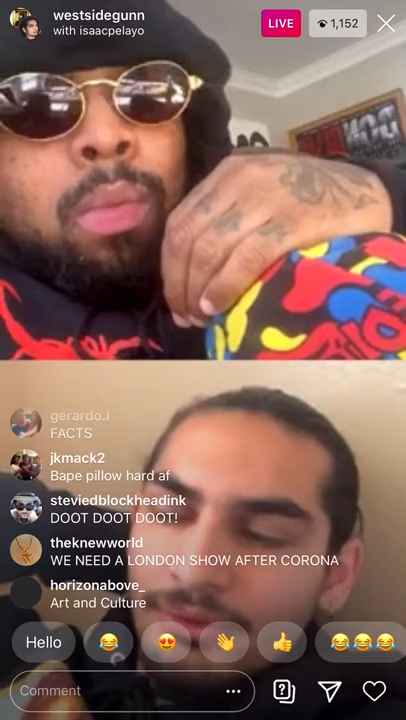 westsidegunn
with isaacpelayo
LIVE
1,152
gerardo.l
FACTS
jkmack2
Bape pillow hard af
steviedblockheadink
DOOT DOOT DOOT!
theknewworld
WE NEED A LONDON SHOW AFTER CORONA
horizonabove_
Art and Culture
Hello
Comment